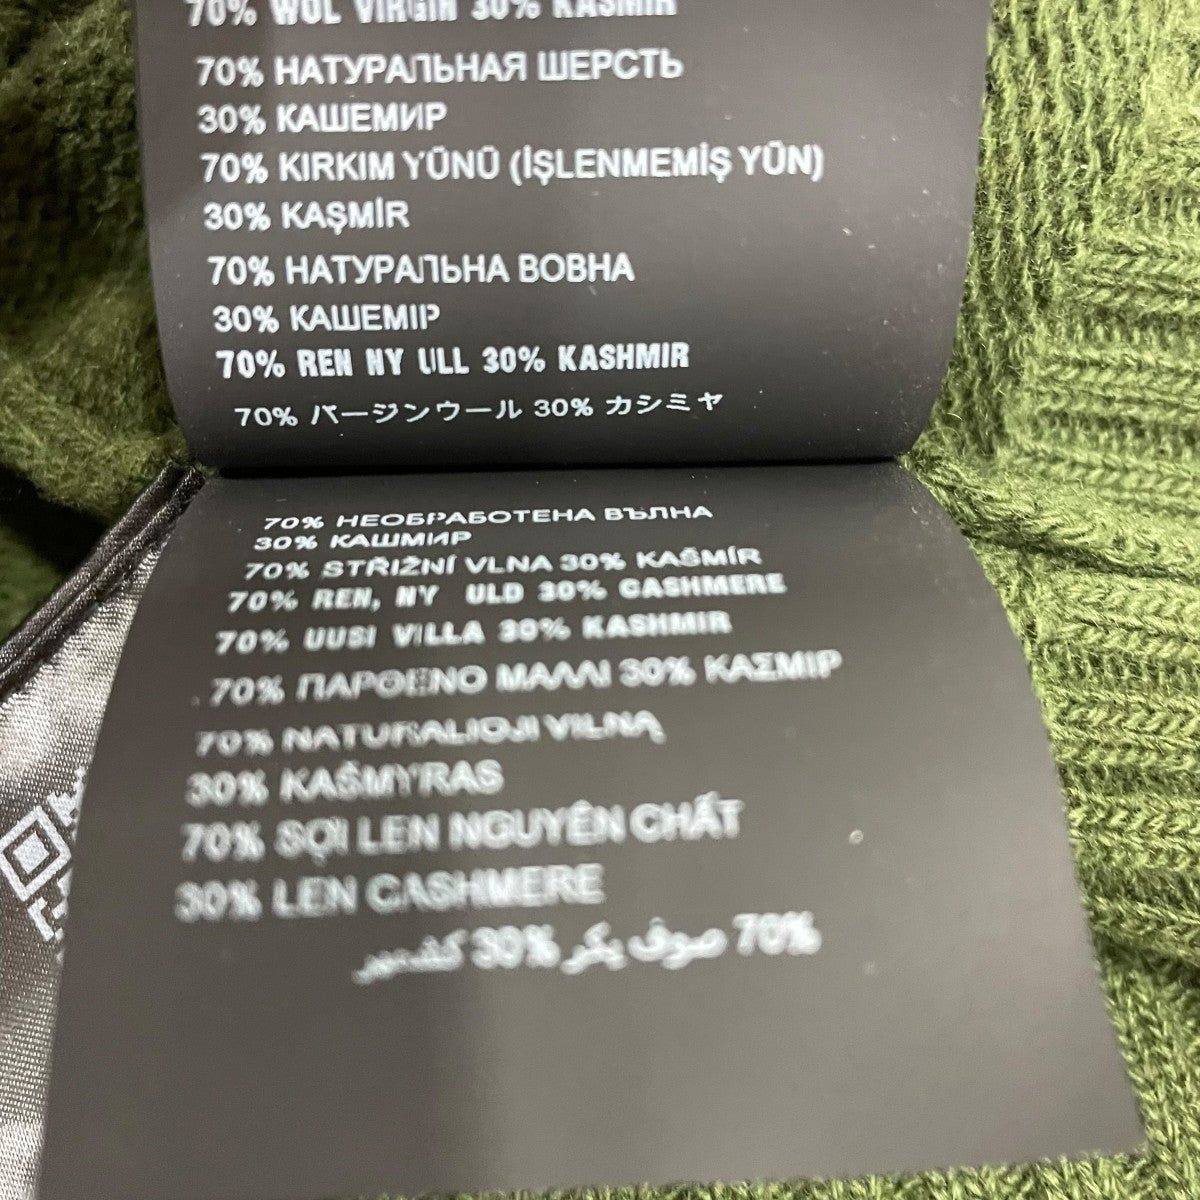 70% WOL VIRGIN 30% KASMIR
70% НАТУРАЛЬНАЯ ШЕРСТЬ
30% КАШЕМИР
70% KIRKIM YÜNÜ (İŞLENMEMİŞ YÜN)
30% KAŞMİR
70% НАТУРАЛЬНА ВОВНА
30% КАШЕМІР
70% REN NY ULL 30% KASHMIR
70% バージンウール 30% カシミヤ
70% НЕОБРАБОТЕНА ВЪЛНА
30% КАШМИР
70% STŘIŽNÍ VLNA 30% KAŠMÍR
70% REN, NY ULD 30% CASHMERE
70% UUSI VILLA 30% KASHMIR
70% ΠΑΡΘΕΝΟ ΜΑΛΛΙ 30% ΚΑΣΜΙΡ
70% NATŪRALIOJI VILNĄ
30% KAŠMYRAS
70% SỢI LEN NGUYÊN CHẤT
30% LEN CASHMERE
70% صوف بكر 30% كشمير